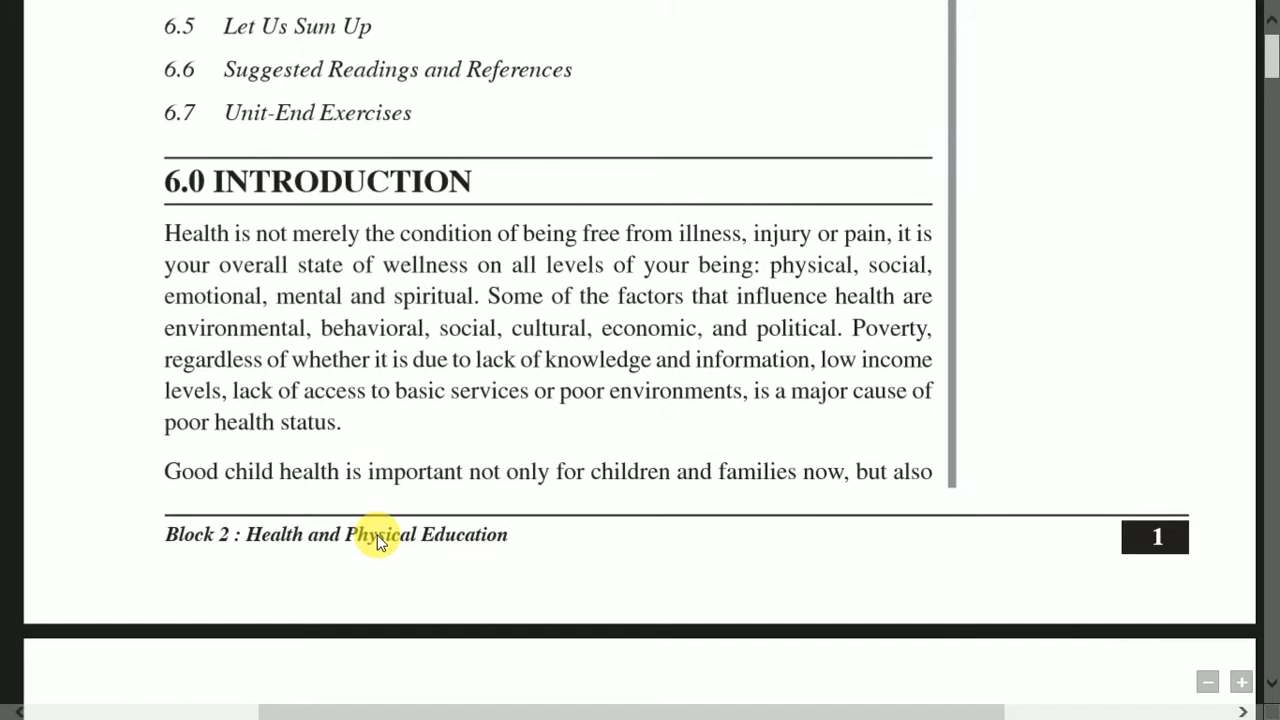 6.5 Let Us Sum Up
6.6 Suggested Readings and References
6.7 Unit-End Exercises
6.0 INTRODUCTION
Health is not merely the condition of being free from illness, injury or pain, it is
your overall state of wellness on all levels of your being: physical, social,
emotional, mental and spiritual. Some of the factors that influence health are
environmental, behavioral, social, cultural, economic, and political. Poverty,
regardless of whether it is due to lack of knowledge and information, low income
levels, lack of access to basic services or poor environments, is a major cause of
poor health status.
Good child health is important not only for children and families now, but also
Block 2 : Health and Physical Education
1